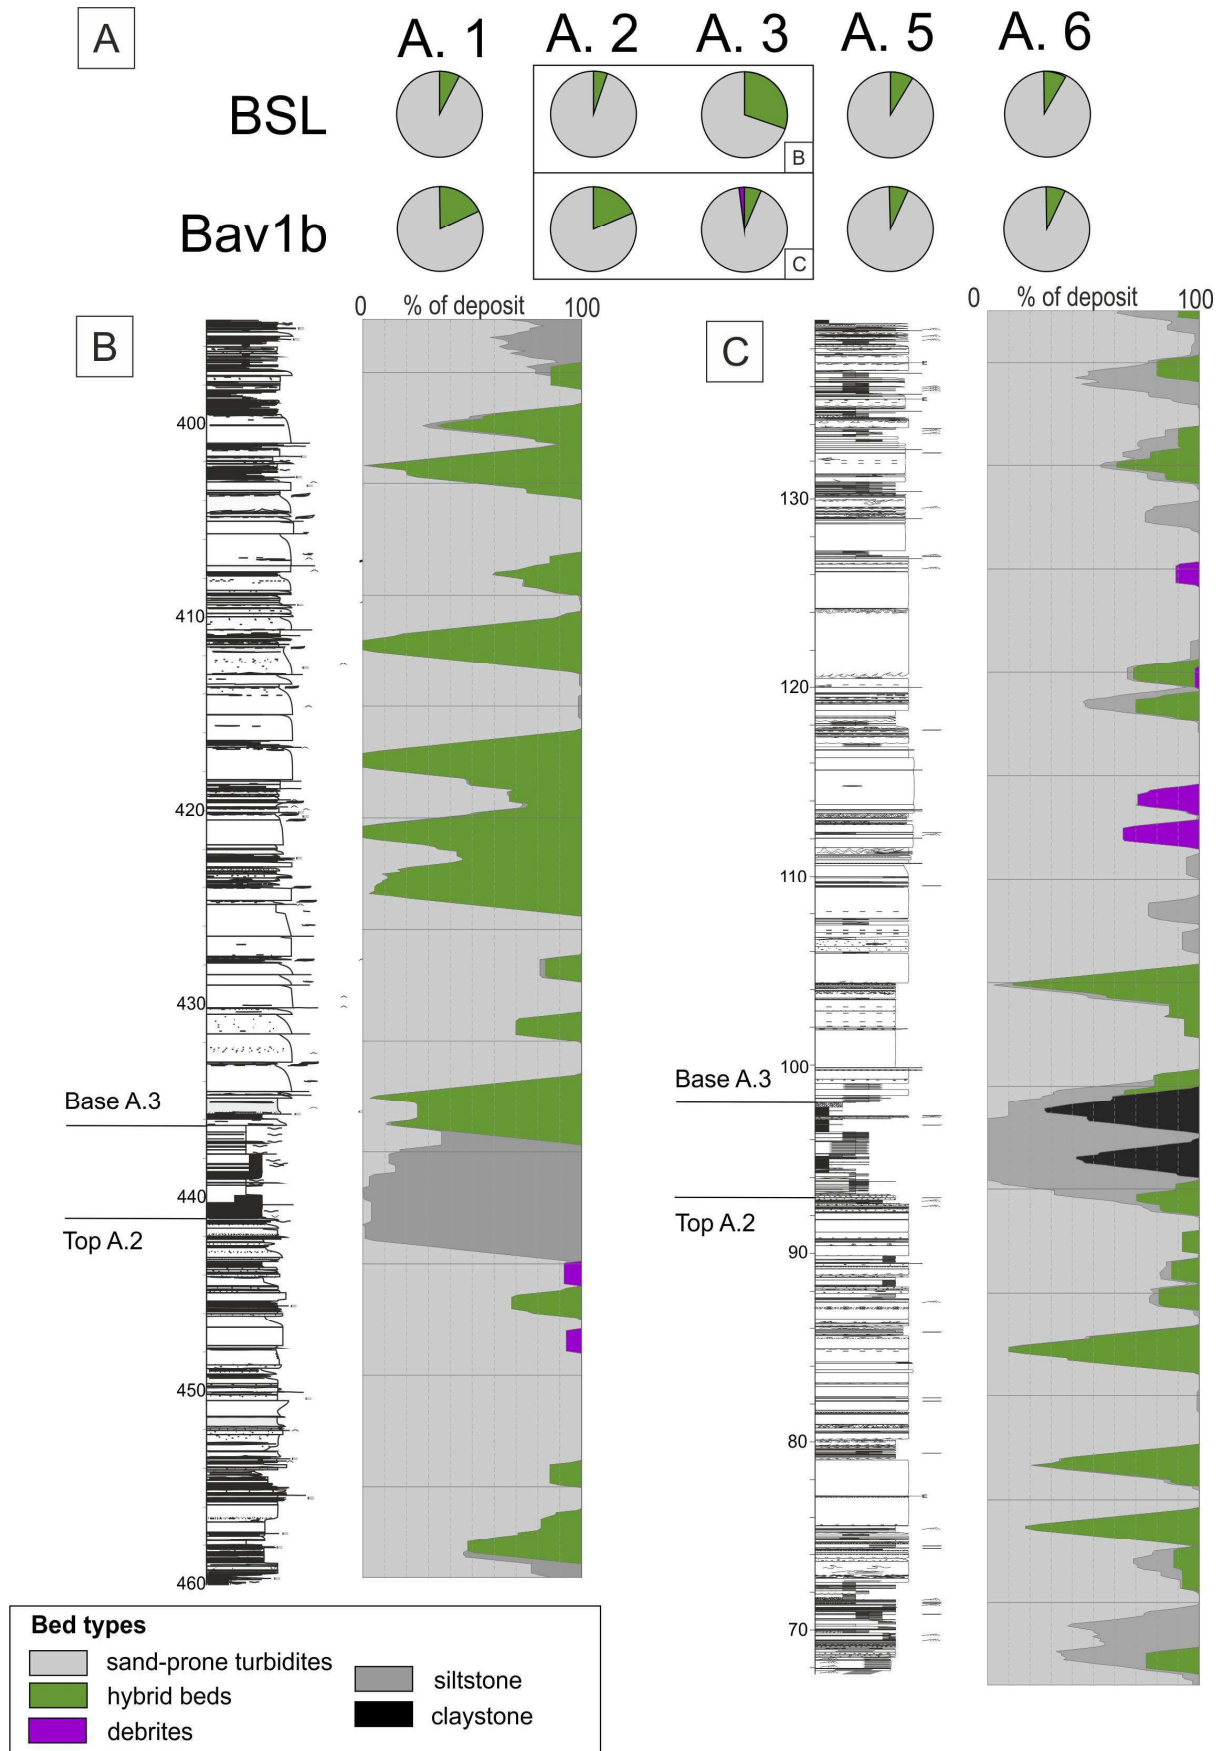 A
A. 1 A. 2 A. 3 A. 5 A. 6
BSL
B
Bav1b
C
0 % of deposit 100
0 % of deposit 100
B
C
400
410
420
430
Base A.3
440
Top A.2
450
460
130
120
110
100
Base A.3
Top A.2
90
80
70
Bed types
sand-prone turbidites
hybrid beds
debrites
siltstone
claystone